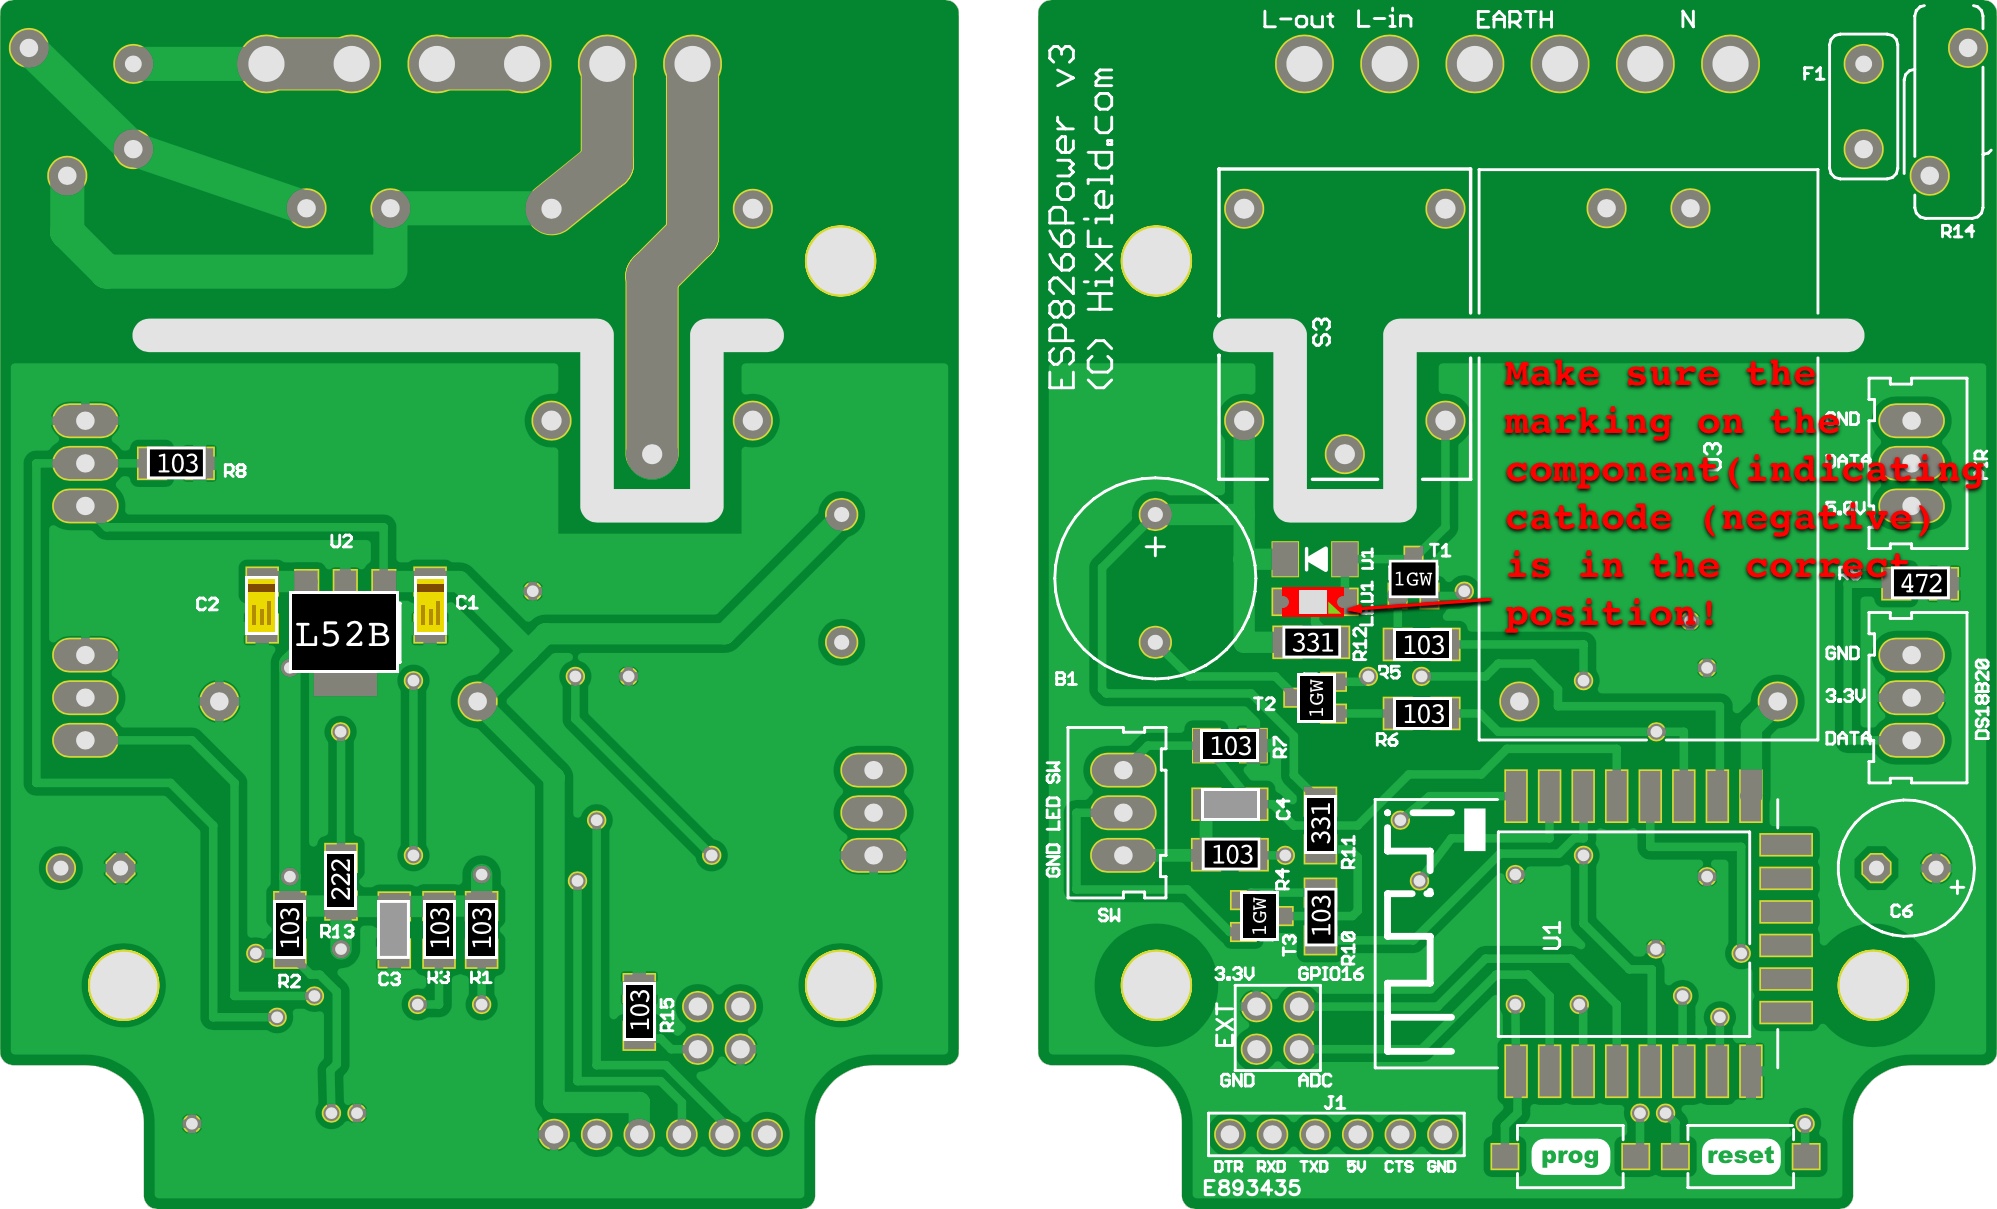 103
R8
U2
C2
C1
L52B
222
103
R13
103
103
R2
C3
R3
R1
103
R15
L-out L-in EARTH N
ESP8266Power v3
(C) HixField.com
F1
R14
S3
U3
Make sure the
marking on the
component(indicating
cathode (negative)
is in the correct
position!
GND
DATA
5.0V
D1
T1
1GW
LED1
331
R12
103
R5
472
B1
T2
1GW
103
R6
GND
3.3V
DATA
DS18B20
103
R7
GND LED SW
SW
C4
331
R11
103
R4
1GW
T3
103
R10
U1
C6
+
+
3.3V
GPIO16
EXT
GND
ADC
J1
DTR RXD TXD 5V CTS GND
E893435
prog
reset